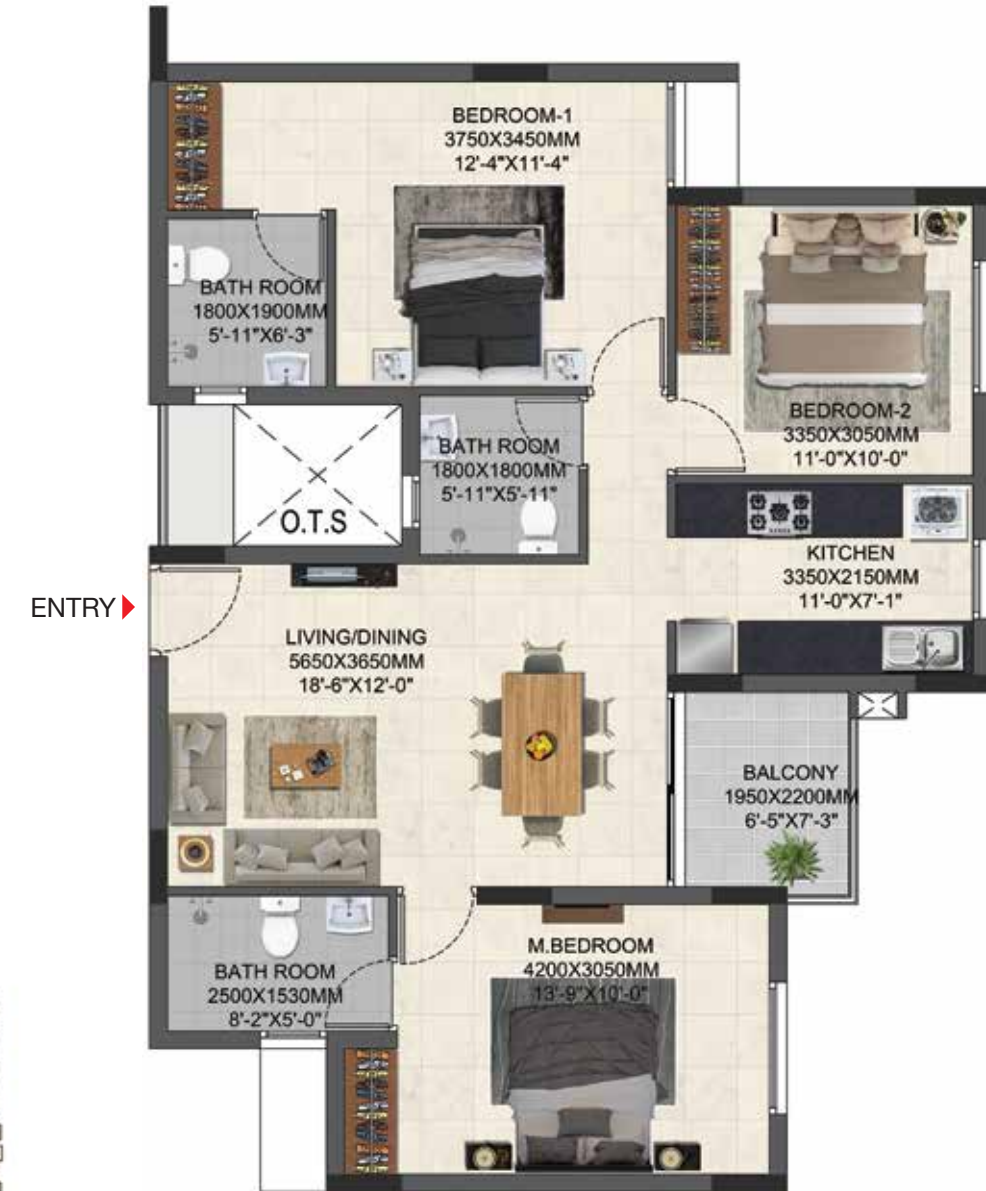 BEDROOM-1
3750X3450MM
12'-4"X11'-4"
BATH ROOM
1800X1900MM
5'-11"X6'-3"
BEDROOM-2
3350X3050MM
11'-0"X10'-0"
BATH ROOM
1800X1800MM
5'-11"X5'-11"
O.T.S
KITCHEN
3350X2150MM
11'-0"X7'-1"
ENTRY
LIVING/DINING
5650X3650MM
18'-6"X12'-0"
BALCONY
1950X2200MM
6'-5"X7'-3"
M.BEDROOM
4200X3050MM
13'-9"X10'-0"
BATH ROOM
2500X1530MM
8'-2"X5'-0"